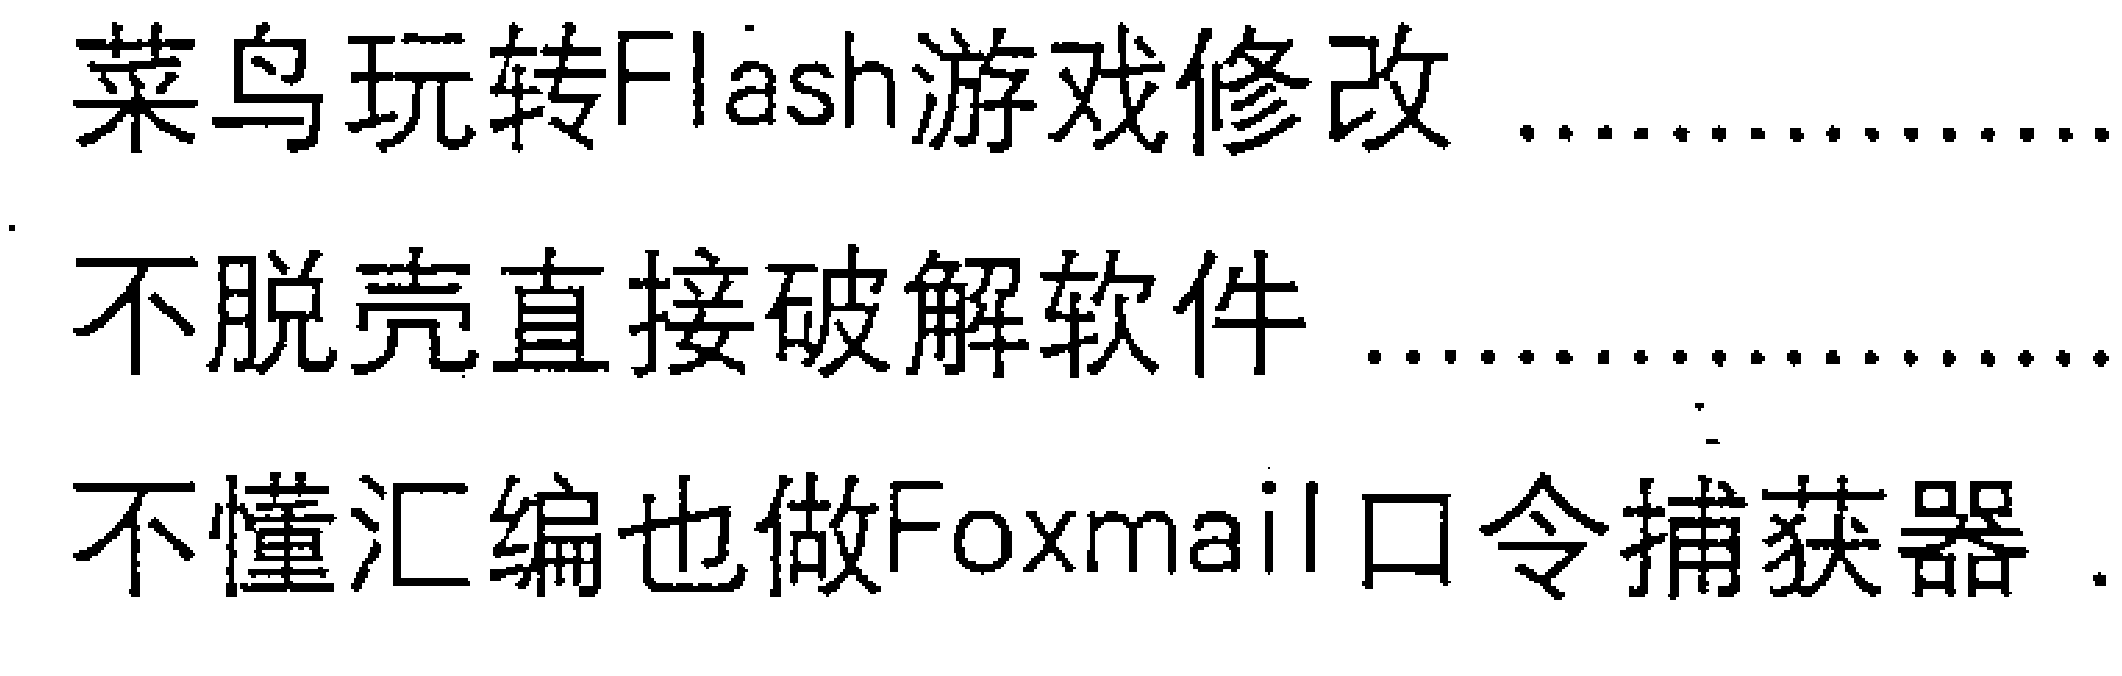 菜鸟玩转Flash游戏修改 ................
不脱壳直接破解软件 ....................
不懂汇编也做Foxmail口令捕获器 .